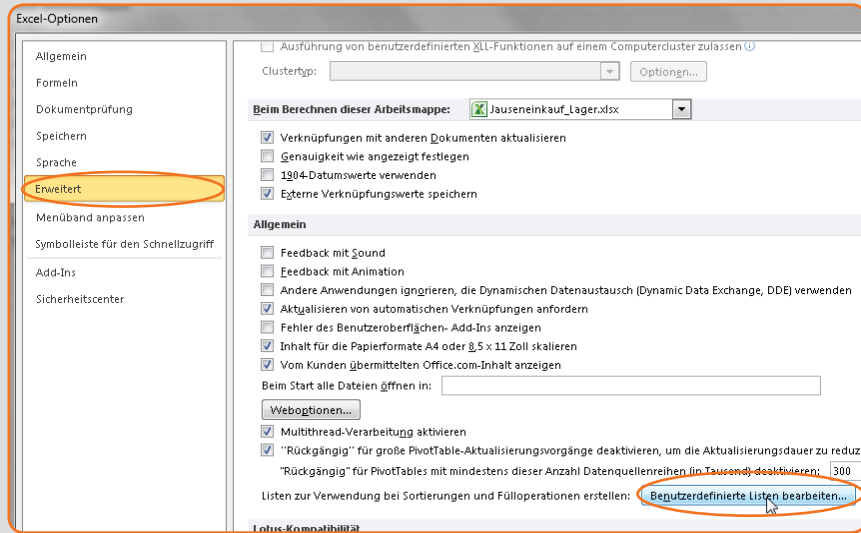 Excel-Optionen
Allgemein
Formeln
Dokumentprüfung
Speichern
Sprache
Erweitert
Menüband anpassen
Symbolleiste für den Schnellzugriff
Add-Ins
Sicherheitscenter
Ausführung von benutzerdefinierten XLL-Funktionen auf einem Computercluster zulassen
Clustertyp: Optionen...
Beim Berechnen dieser Arbeitsmappe: Jauseneinkauf_Lager.xlsx
Verknüpfungen mit anderen Dokumenten aktualisieren
Genauigkeit wie angezeigt festlegen
1904-Datumswerte verwenden
Externe Verknüpfungswerte speichern
Allgemein
Feedback mit Sound
Feedback mit Animation
Andere Anwendungen ignorieren, die Dynamischen Datenaustausch (Dynamic Data Exchange, DDE) verwenden
Aktualisieren von automatischen Verknüpfungen anfordern
Fehler des Benutzeroberflächen- Add-Ins anzeigen
Inhalt für die Papierformate A4 oder 8,5 x 11 Zoll skalieren
Vom Kunden übermittelten Office.com-Inhalt anzeigen
Beim Start alle Dateien öffnen in:
Weboptionen...
Multithread-Verarbeitung aktivieren
"Rückgängig" für große PivotTable-Aktualisierungsvorgänge deaktivieren, um die Aktualisierungsdauer zu reduz
"Rückgängig" für PivotTables mit mindestens dieser Anzahl Datenquellenreihen (in Tausend) deaktivieren: 300
Listen zur Verwendung bei Sortierungen und Fülloperationen erstellen: Benutzerdefinierte Listen bearbeiten...
Lotus-Kompatibilität